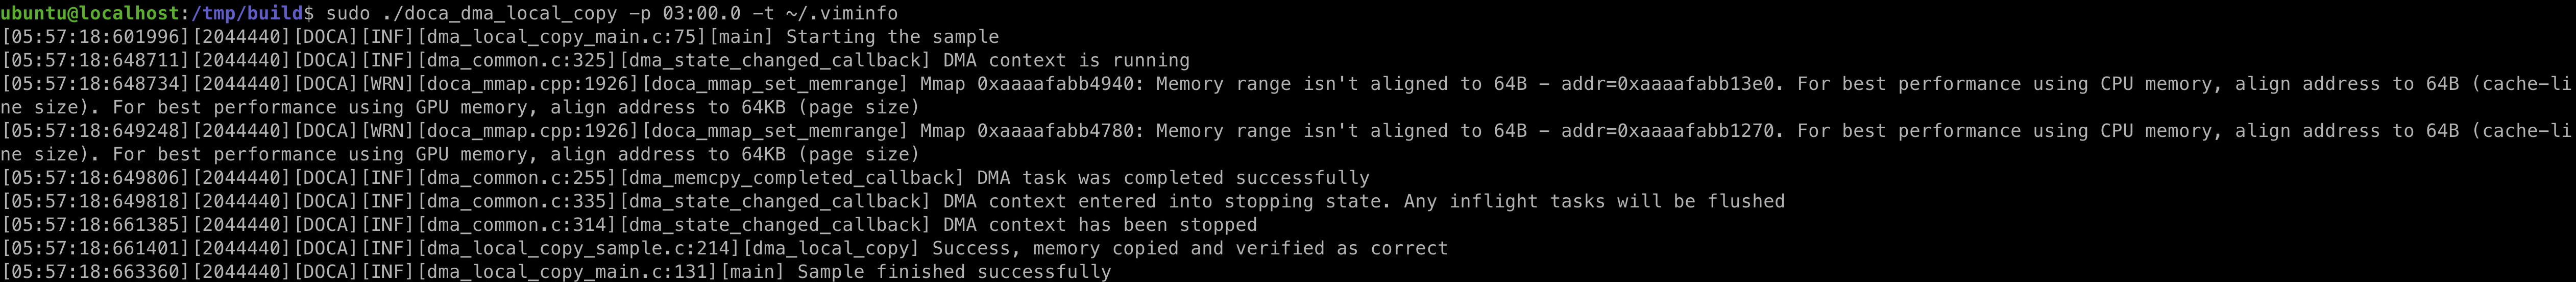 ubuntu@localhost:/tmp/build$ sudo ./doca_dma_local_copy -p 03:00.0 -t ~/.viminfo
[05:57:18:601996][2044440][DOCA][INF][dma_local_copy_main.c:75][main] Starting the sample
[05:57:18:648711][2044440][DOCA][INF][dma_common.c:325][dma_state_changed_callback] DMA context is running
[05:57:18:648734][2044440][DOCA][WRN][doca_mmap.cpp:1926][doca_mmap_set_memrange] Mmap 0xaaaafabb4940: Memory range isn't aligned to 64B - addr=0xaaaafabb13e0. For best performance using CPU memory, align address to 64B (cache-li
ne size). For best performance using GPU memory, align address to 64KB (page size)
[05:57:18:649248][2044440][DOCA][WRN][doca_mmap.cpp:1926][doca_mmap_set_memrange] Mmap 0xaaaafabb4780: Memory range isn't aligned to 64B - addr=0xaaaafabb1270. For best performance using CPU memory, align address to 64B (cache-li
ne size). For best performance using GPU memory, align address to 64KB (page size)
[05:57:18:649806][2044440][DOCA][INF][dma_common.c:255][dma_memcpy_completed_callback] DMA task was completed successfully
[05:57:18:649818][2044440][DOCA][INF][dma_common.c:335][dma_state_changed_callback] DMA context entered into stopping state. Any inflight tasks will be flushed
[05:57:18:661385][2044440][DOCA][INF][dma_common.c:314][dma_state_changed_callback] DMA context has been stopped
[05:57:18:661401][2044440][DOCA][INF][dma_local_copy_sample.c:214][dma_local_copy] Success, memory copied and verified as correct
[05:57:18:663360][2044440][DOCA][INF][dma_local_copy_main.c:131][main] Sample finished successfully